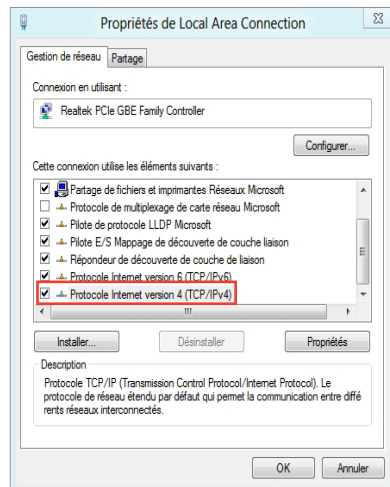 Propriétés de Local Area Connection
Gestion de réseau Partage
Connexion en utilisant :
Realtek PCIe GBE Family Controller
Configurer...
Cette connexion utilise les éléments suivants :
Partage de fichiers et imprimantes Réseaux Microsoft
Protocole de multiplexage de carte réseau Microsoft
Pilote de protocole LLDP Microsoft
Pilote E/S Mappage de découverte de couche liaison
Répondeur de découverte de couche de liaison
Protocole Internet version 6 (TCP/IPv6)
Protocole Internet version 4 (TCP/IPv4)
Installer... Désinstaller Propriétés
Description
Protocole TCP/IP (Transmission Control Protocol/Internet Protocol). Le
protocole de réseau étendu par défaut qui permet la communication entre diffé
rents réseaux interconnectés.
OK Annuler